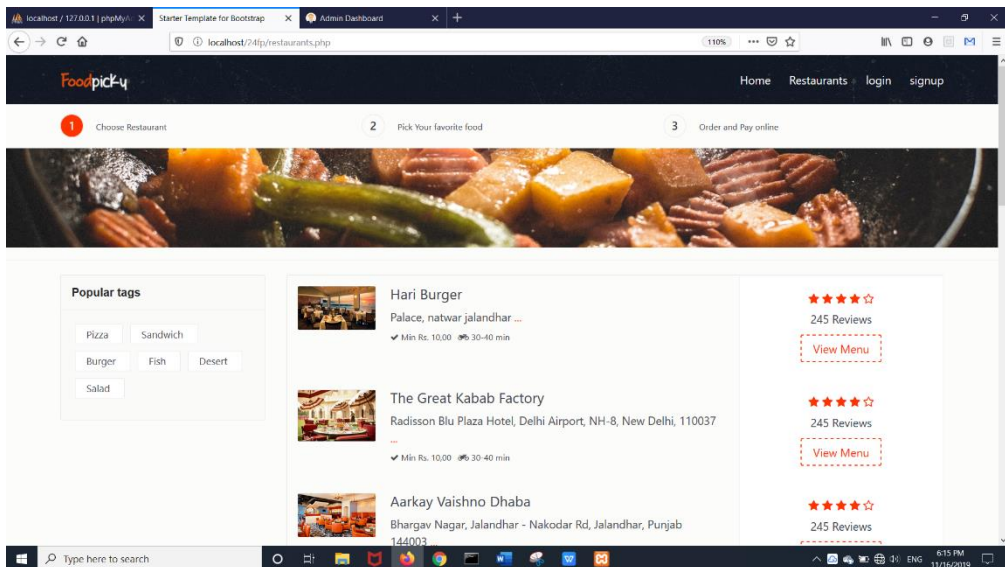 localhost / 127.0.0.1 | phpMyA
Starter Template for Bootstrap
Admin Dashboard
localhost/24fp/restaurants.php
110%
Foodpicky
Home Restaurants login signup
1 Choose Restaurant
2 Pick Your favorite food
3 Order and Pay online
Popular tags
Pizza Sandwich
Burger Fish Desert
Salad
Hari Burger
Palace, natwar jalandhar ...
Min Rs. 10,00 30-40 min
245 Reviews
View Menu
The Great Kabab Factory
Radisson Blu Plaza Hotel, Delhi Airport, NH-8, New Delhi, 110037
...
Min Rs. 10,00 30-40 min
245 Reviews
View Menu
Aarkay Vaishno Dhaba
Bhargav Nagar, Jalandhar - Nakodar Rd, Jalandhar, Punjab
144003 ...
245 Reviews
Type here to search
ENG
6:15 PM
11/16/2019